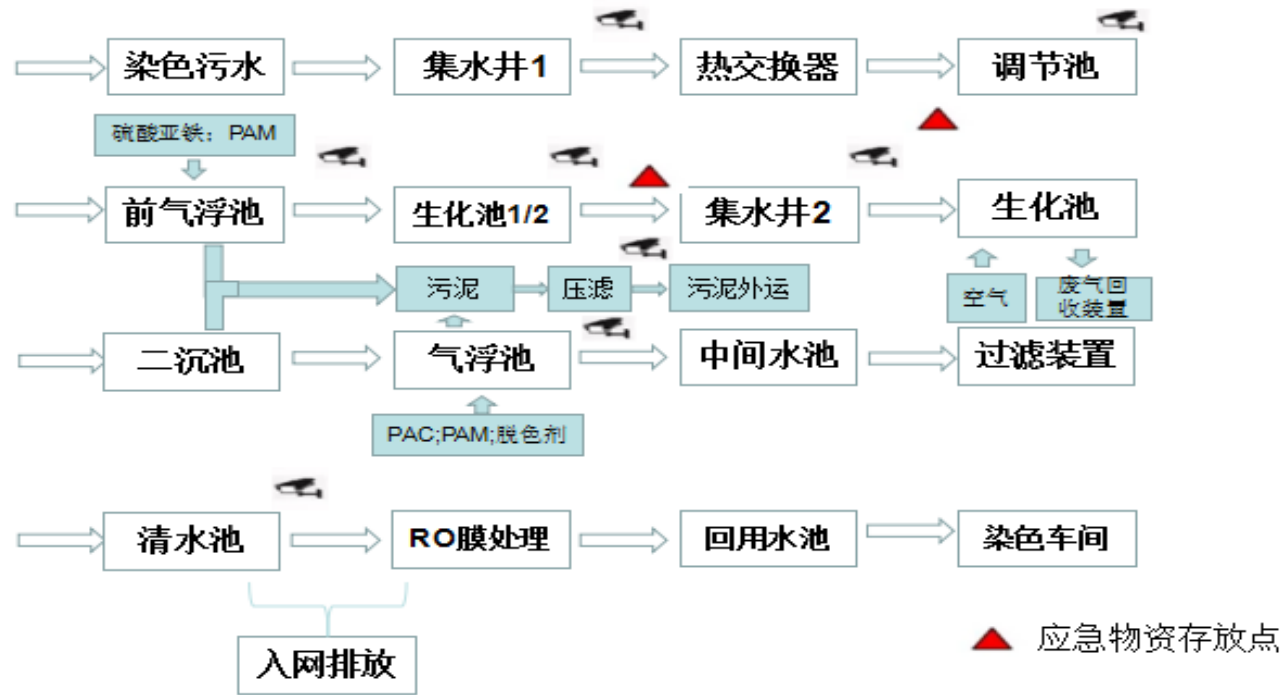 染色污水
集水井1
热交换器
调节池
硫酸亚铁；PAM
前气浮池
生化池1/2
集水井2
生化池
污泥
压滤
污泥外运
空气
废气回
收装置
二沉池
气浮池
中间水池
过滤装置
PAC;PAM;脱色剂
清水池
RO膜处理
回用水池
染色车间
入网排放
应急物资存放点